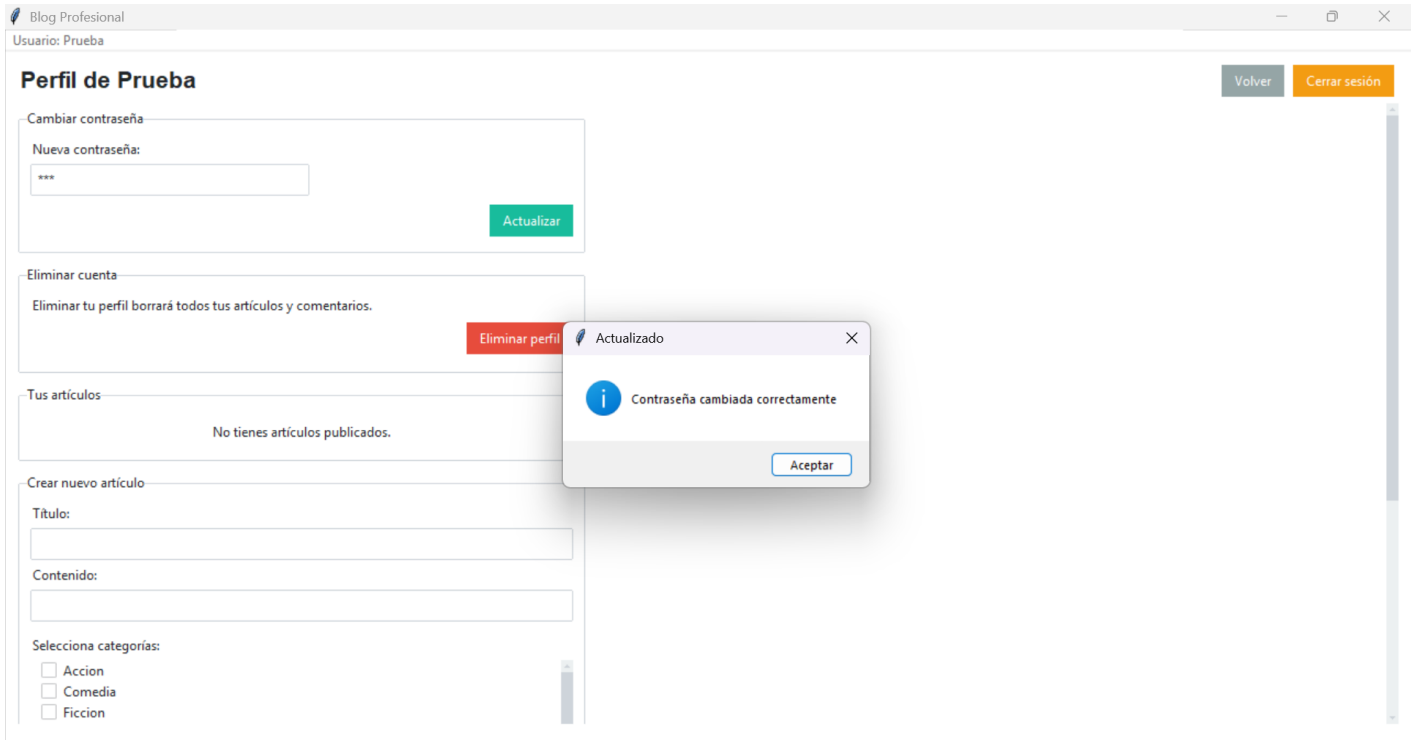 Blog Profesional
Usuario: Prueba
Perfil de Prueba
Volver
Cerrar sesión
Cambiar contraseña
Nueva contraseña:
***
Actualizar
Eliminar cuenta
Eliminar tu perfil borrará todos tus artículos y comentarios.
Eliminar perfil
Actualizado
Contraseña cambiada correctamente
Aceptar
Tus artículos
No tienes artículos publicados.
Crear nuevo artículo
Título:
Contenido:
Selecciona categorías:
Accion
Comedia
Ficcion